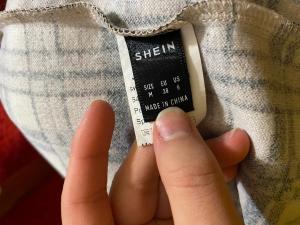 SHEIN
SIZE EU US
M 38 6
MADE IN CHINA